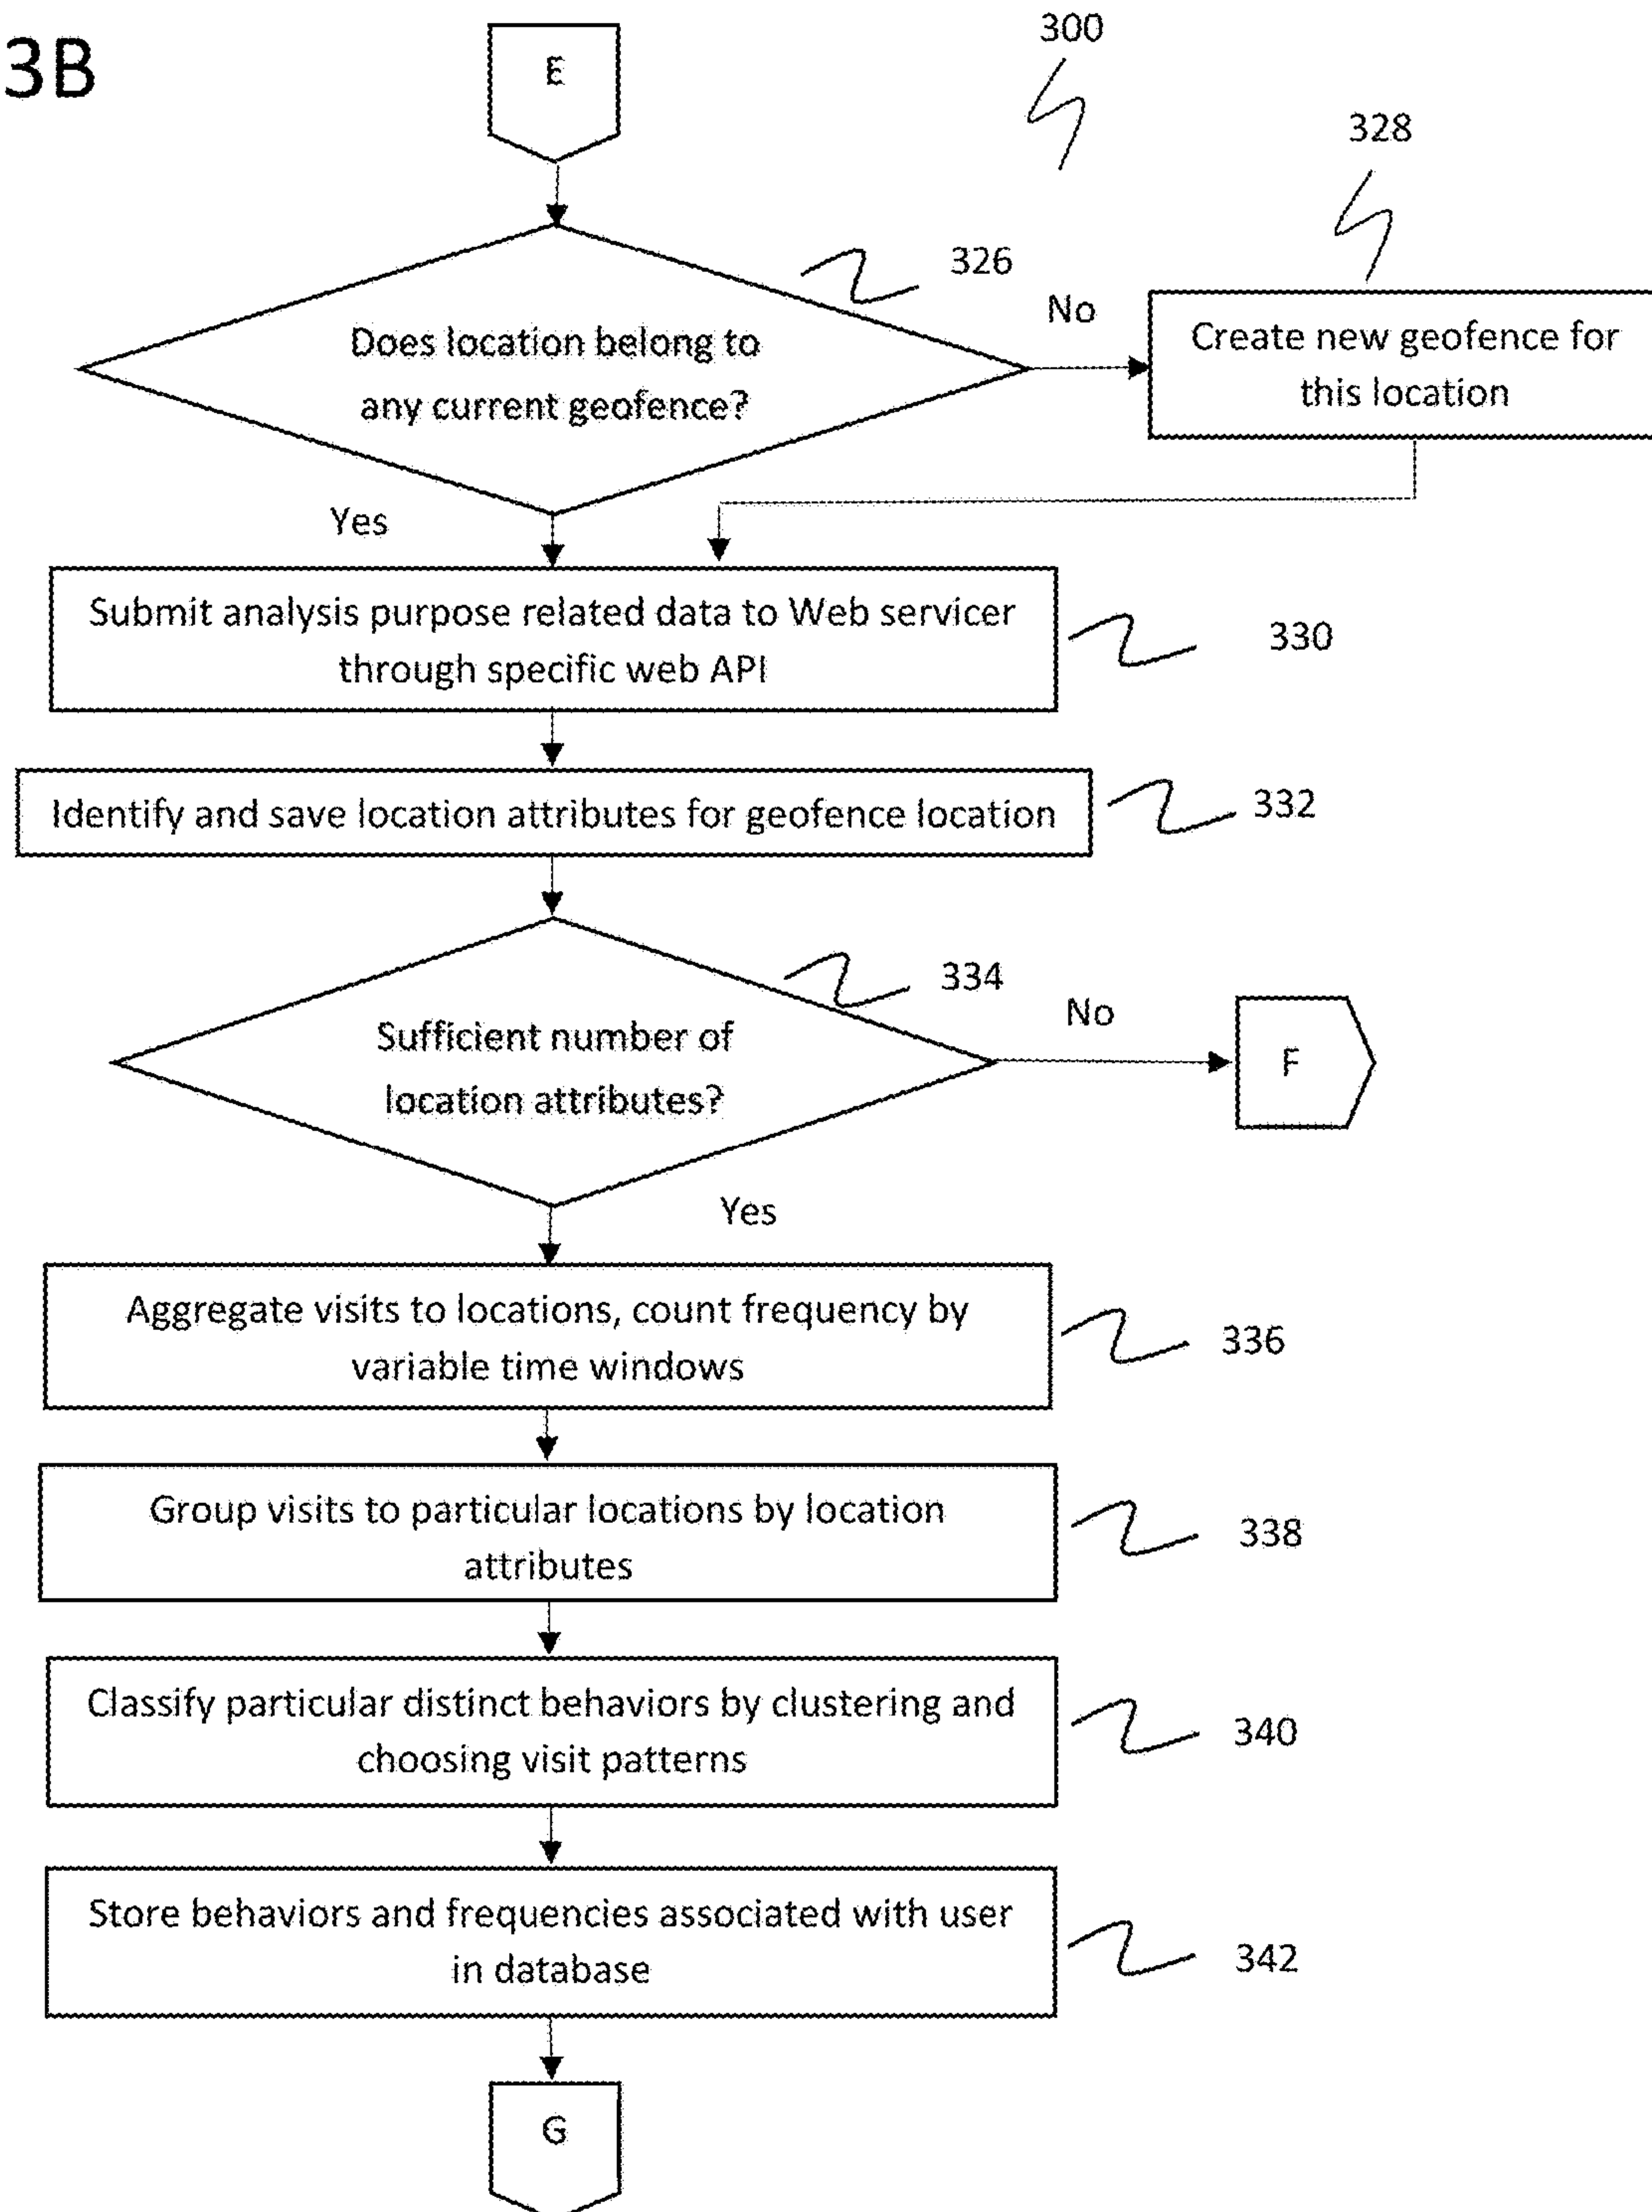 3B
E
300
328
326
No
Create new geofence for
this location
Does location belong to
any current geofence?
Yes
Submit analysis purpose related data to Web servicer
through specific web API
330
Identify and save location attributes for geofence location
332
334
No
Sufficient number of
location attributes?
F
Yes
Aggregate visits to locations, count frequency by
variable time windows
336
Group visits to particular locations by location
attributes
338
Classify particular distinct behaviors by clustering and
choosing visit patterns
340
Store behaviors and frequencies associated with user
in database
342
G